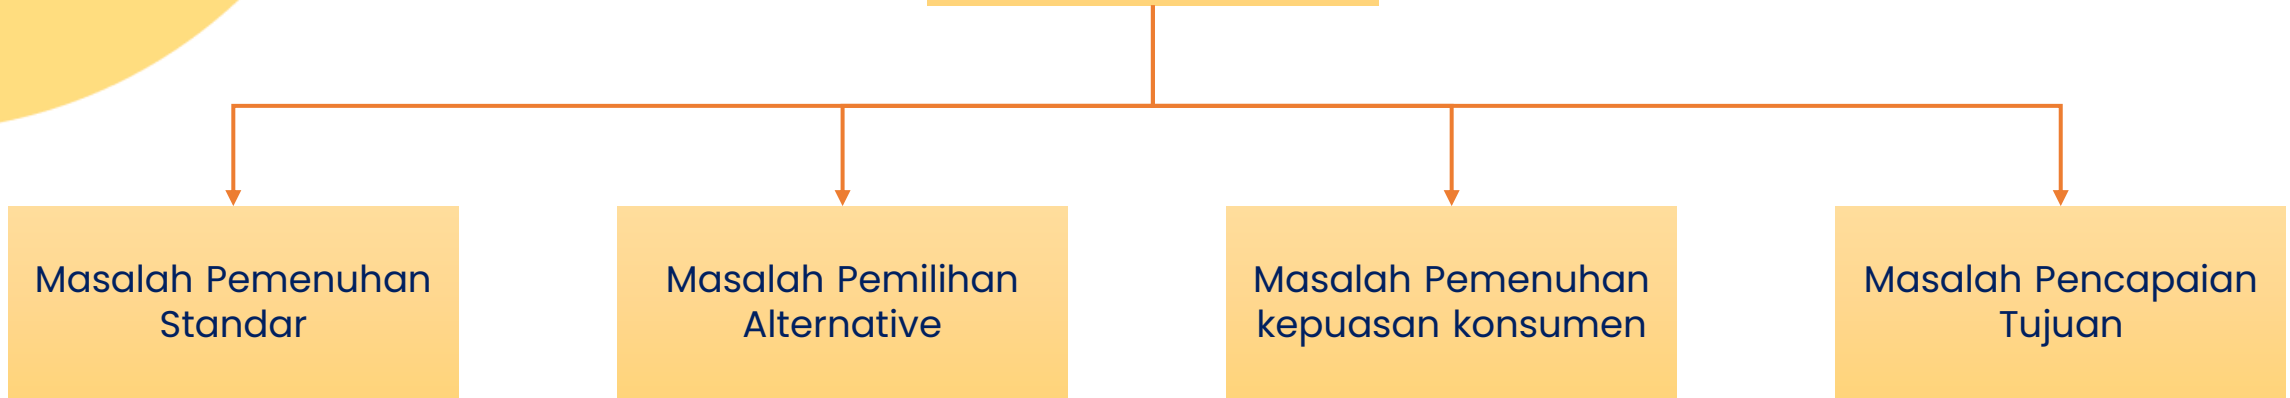 Masalah Pemenuhan
Standar
Masalah Pemilihan
Alternative
Masalah Pemenuhan
kepuasan konsumen
Masalah Pencapaian
Tujuan